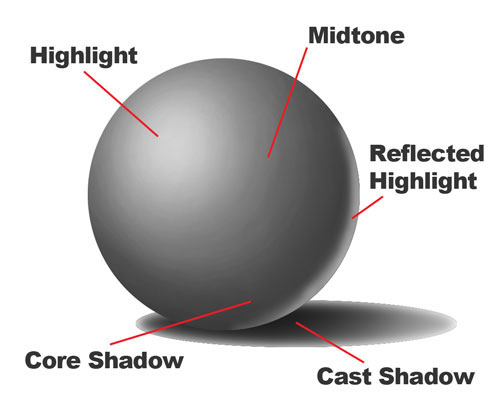 Midtone
Highlight
Reflected
Highlight
Core Shadow
Cast Shadow